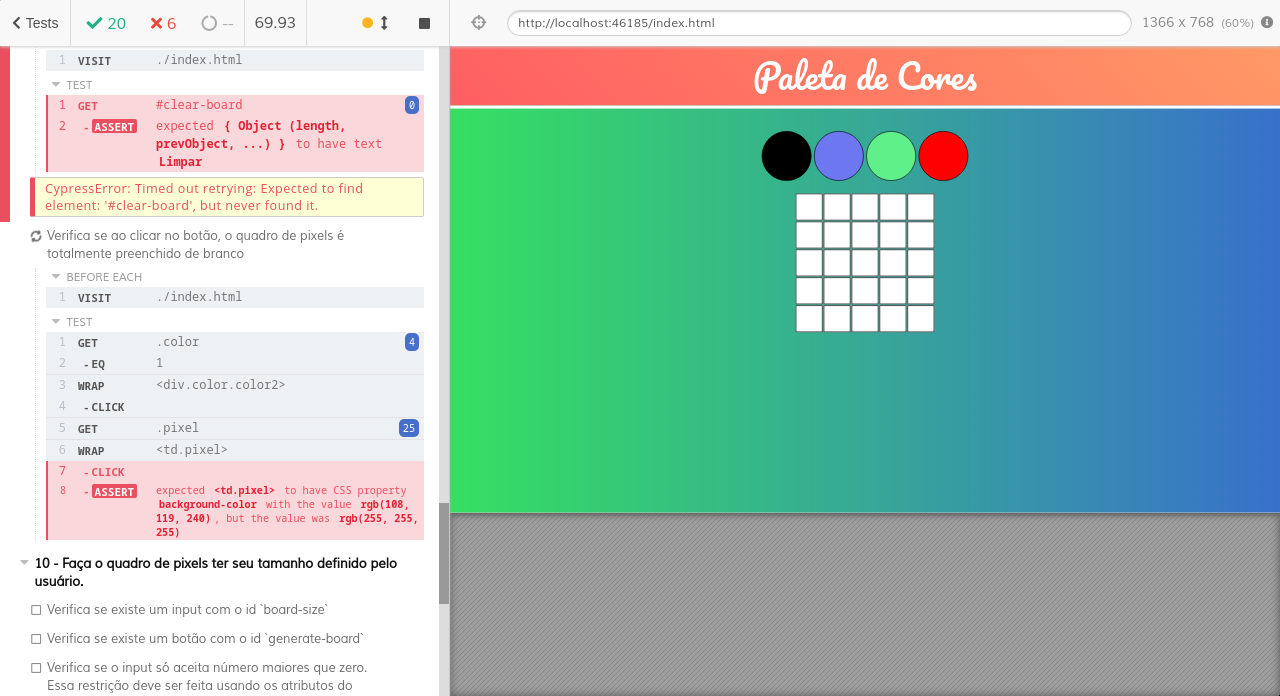 Tests
20
6
--
69.93
http://localhost:46185/index.html
1366 x 768 (60%)
1 VISIT ./index.html
TEST
1 GET #clear-board 0
2 - ASSERT expected { Object (length,
prevObject, ...) } to have text
Limpar
CypressError: Timed out retrying: Expected to find
element: '#clear-board', but never found it.
Verifica se ao clicar no botão, o quadro de pixels é
totalmente preenchido de branco
BEFORE EACH
1 VISIT ./index.html
TEST
1 GET .color 4
2 - EQ 1
3 WRAP <div.color.color2>
4 - CLICK
5 GET .pixel 25
6 WRAP <td.pixel>
7 - CLICK
8 - ASSERT expected <td.pixel> to have CSS property
background-color with the value rgb(108,
119, 240) , but the value was rgb(255, 255,
255)
10 - Faça o quadro de pixels ter seu tamanho definido pelo
usuário.
Verifica se existe um input com o id `board-size`
Verifica se existe um botão com o id `generate-board`
Verifica se o input só aceita número maiores que zero.
Essa restrição deve ser feita usando os atributos do
Paleta de Cores